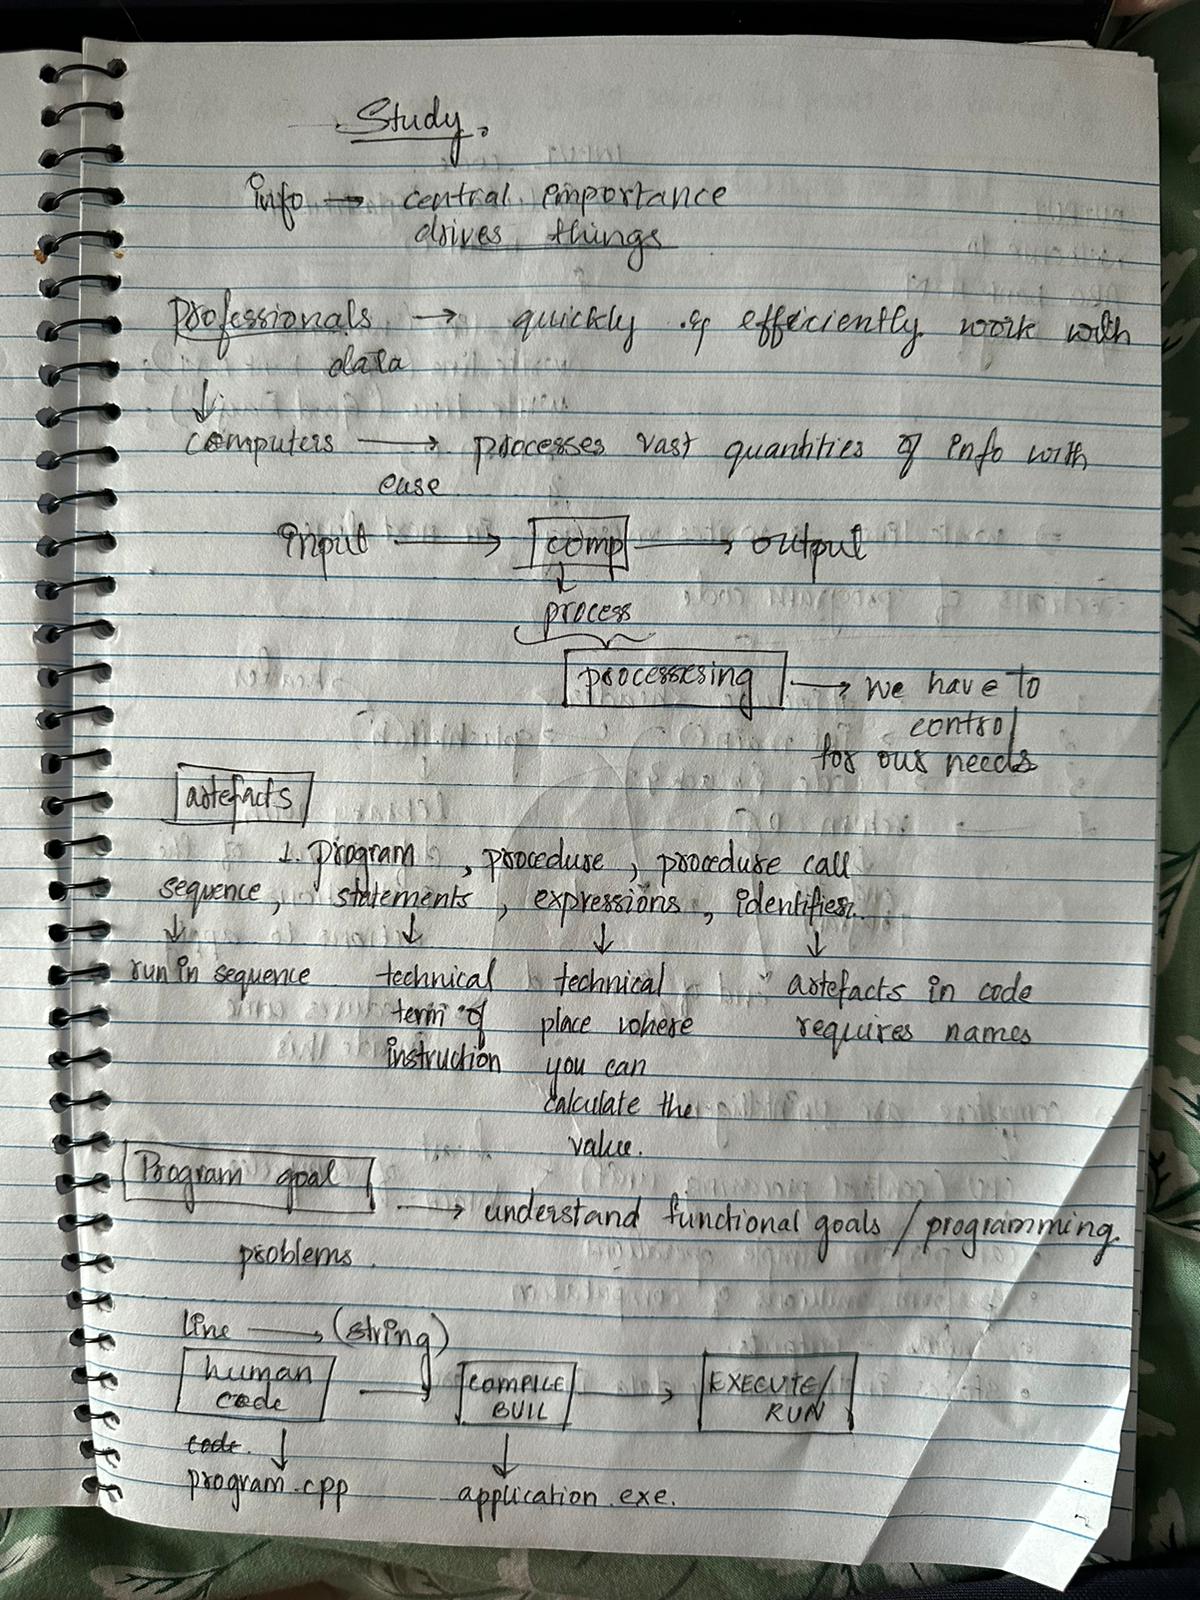 Study.
info → central importance
drives things
Professionals → quickly & efficiently work with
data
↓
computers → processes vast quantities of info with
ease
input → comp → output
↓
process
processesing → we have to
control
for our needs
artefacts
1. program , procedure , procedure call
sequence , statements , expressions , identifier.
↓ ↓ ↓ ↓
run in sequence technical technical artefacts in code
term of place where requires names
instruction you can
calculate the
value.
Program goal
→ understand functional goals / programming
problems.
line → (string)
human → COMPILE → EXECUTE/
code BUIL RUN
code. ↓ ↓
program.cpp application.exe.